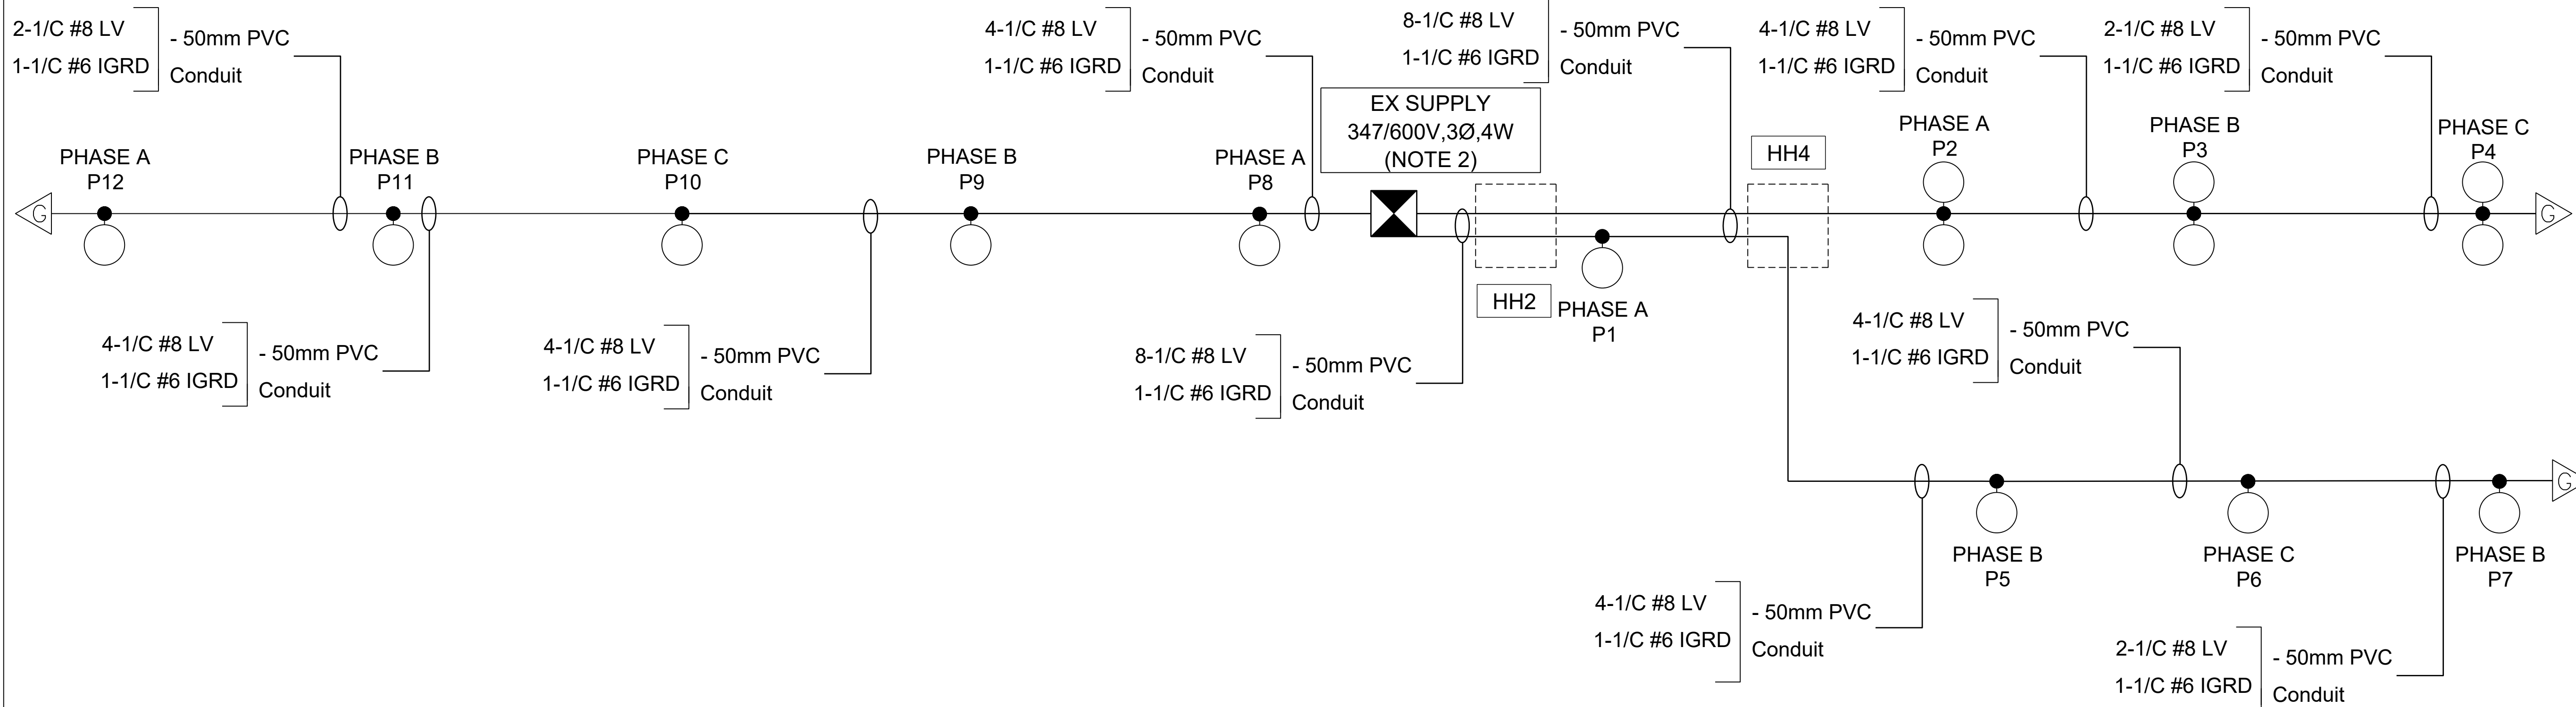 2-1/C #8 LV
1-1/C #6 IGRD
- 50mm PVC
Conduit
4-1/C #8 LV
1-1/C #6 IGRD
- 50mm PVC
Conduit
8-1/C #8 LV
1-1/C #6 IGRD
- 50mm PVC
Conduit
4-1/C #8 LV
1-1/C #6 IGRD
- 50mm PVC
Conduit
2-1/C #8 LV
1-1/C #6 IGRD
- 50mm PVC
Conduit
EX SUPPLY
347/600V,3Ø,4W
(NOTE 2)
G
PHASE A
P12
PHASE B
P11
PHASE C
P10
PHASE B
P9
PHASE A
P8
HH4
PHASE A
P2
PHASE B
P3
PHASE C
P4
G
HH2
PHASE A
P1
4-1/C #8 LV
1-1/C #6 IGRD
- 50mm PVC
Conduit
4-1/C #8 LV
1-1/C #6 IGRD
- 50mm PVC
Conduit
8-1/C #8 LV
1-1/C #6 IGRD
- 50mm PVC
Conduit
4-1/C #8 LV
1-1/C #6 IGRD
- 50mm PVC
Conduit
G
PHASE B
P5
PHASE C
P6
PHASE B
P7
4-1/C #8 LV
1-1/C #6 IGRD
- 50mm PVC
Conduit
2-1/C #8 LV
1-1/C #6 IGRD
- 50mm PVC
Conduit